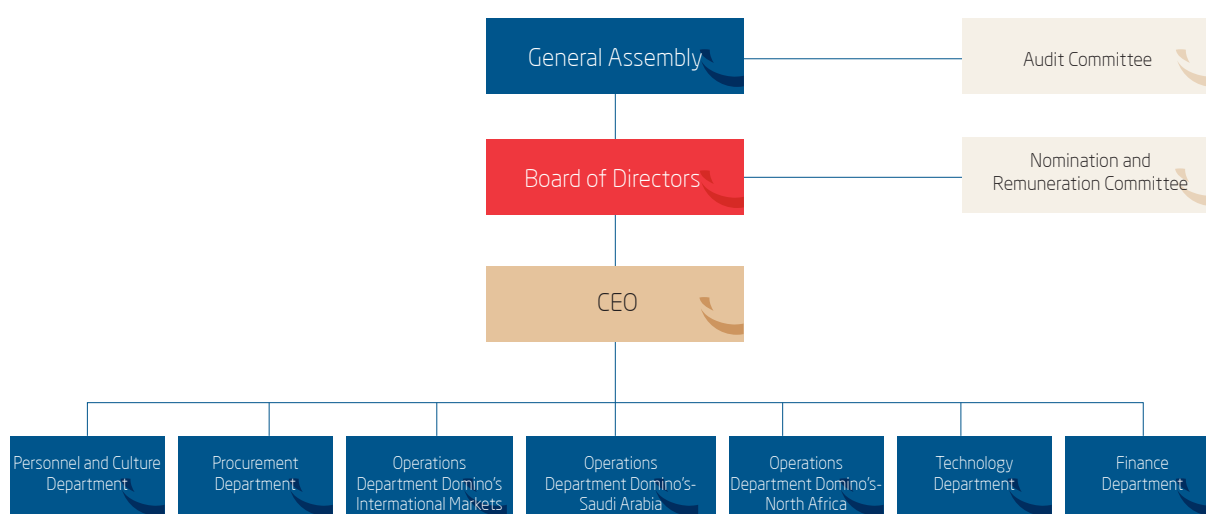 General Assembly
Audit Committee
Board of Directors
Nomination and
Remuneration Committee
CEO
Personnel and Culture
Department
Procurement
Department
Operations
Department Domino's
International Markets
Operations
Department Domino's-
Saudi Arabia
Operations
Department Domino's-
North Africa
Technology
Department
Finance
Department